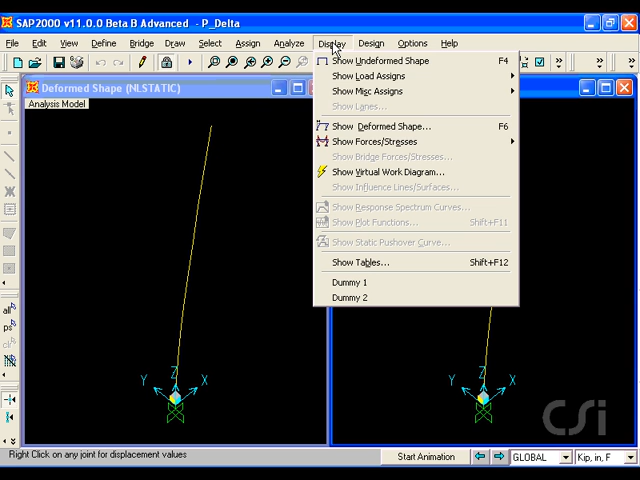 SAP2000 v11.0.0 Beta B Advanced - P_Delta
File Edit View Define Bridge Draw Select Assign Analyze Display Design Options Help
Deformed Shape (NLSTATIC)
Analysis Model
Show Undeformed Shape F4
Show Load Assigns
Show Misc Assigns
Show Lanes...
Show Deformed Shape... F6
Show Forces/Stresses
Show Bridge Forces/Stresses...
Show Virtual Work Diagram...
Show Influence Lines/Surfaces...
Show Response Spectrum Curves...
Show Plot Functions... Shift+F11
Show Static Pushover Curve...
Show Tables... Shift+F12
Dummy 1
Dummy 2
all
ps
clr
Z
Y X
Z
Y X
CSi
Right Click on any joint for displacement values
Start Animation
GLOBAL
Kip, in, F